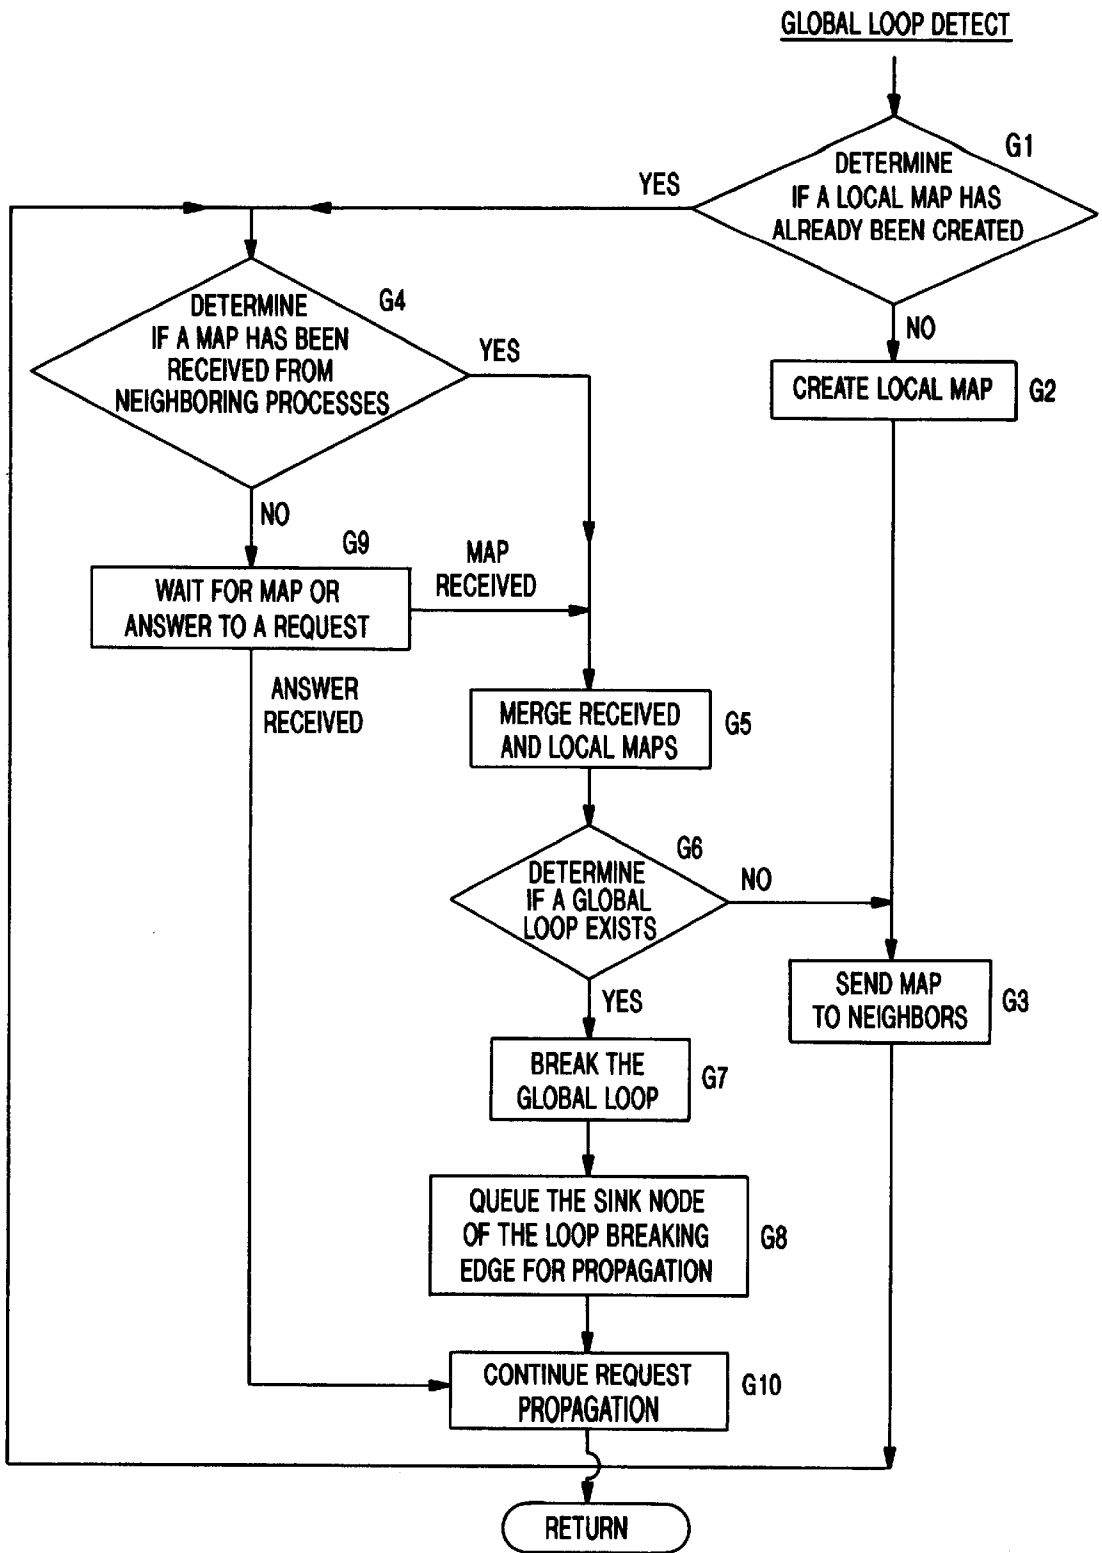 GLOBAL LOOP DETECT
G1
DETERMINE
IF A LOCAL MAP HAS
ALREADY BEEN CREATED
YES
NO
G4
DETERMINE
IF A MAP HAS BEEN
RECEIVED FROM
NEIGHBORING PROCESSES
YES
NO
CREATE LOCAL MAP
G2
G9
WAIT FOR MAP OR
ANSWER TO A REQUEST
MAP
RECEIVED
ANSWER
RECEIVED
MERGE RECEIVED
AND LOCAL MAPS
G5
G6
DETERMINE
IF A GLOBAL
LOOP EXISTS
NO
YES
SEND MAP
TO NEIGHBORS
G3
BREAK THE
GLOBAL LOOP
G7
QUEUE THE SINK NODE
OF THE LOOP BREAKING
EDGE FOR PROPAGATION
G8
CONTINUE REQUEST
PROPAGATION
G10
RETURN